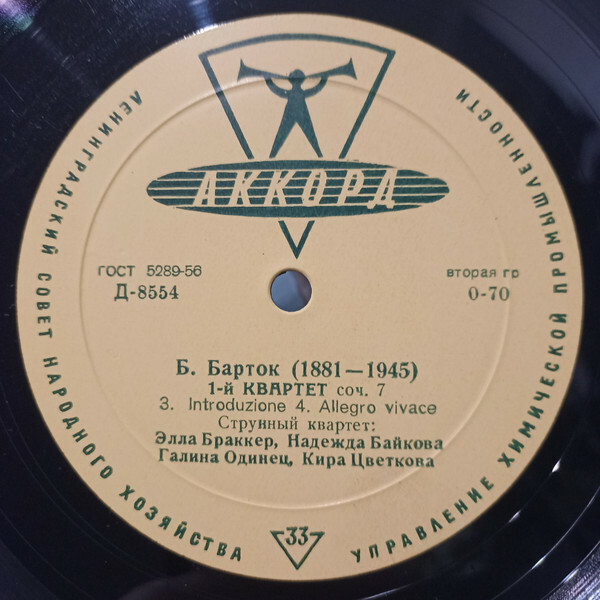 ЛЕНИНГРАДСКИЙ СОВЕТ НАРОДНОГО ХОЗЯЙСТВА
УПРАВЛЕНИЕ ХИМИЧЕСКОЙ ПРОМЫШЛЕННОСТИ
АККОРД
ГОСТ 5289-56
Д-8554
вторая гр
0-70
Б. Барток (1881—1945)
1-й КВАРТЕТ соч. 7
3. Introduzione 4. Allegro vivace
Струнный квартет:
Элла Браккер, Надежда Байкова
Галина Одинец, Кира Цветкова
33